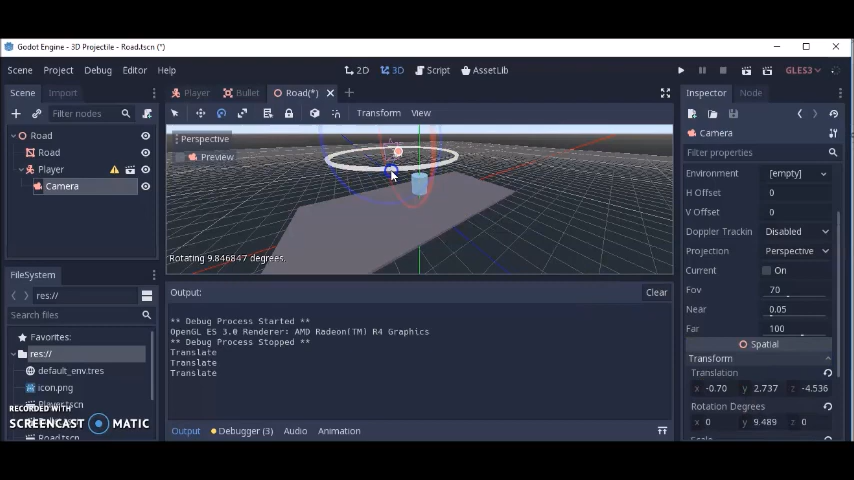 Godot Engine - 3D Projectile - Road.tscn (*)
Scene Project Debug Editor Help
2D 3D Script AssetLib
GLES3
Scene Import
Player Bullet Road(*)
Inspector Node
Filter nodes
Transform View
Road
Road
Player
Camera
Perspective
Preview
Rotating 9.846847 degrees.
Camera
Filter properties
Environment [empty]
H Offset 0
V Offset 0
Doppler Trackin Disabled
Projection Perspective
Current On
Fov 70
Near 0.05
Far 100
Spatial
Transform
Translation
x -0.70 y 2.737 z -4.536
Rotation Degrees
x 0 y 9.489 z 0
FileSystem
res://
Search files
Favorites:
res://
default_env.tres
icon.png
Road.tscn
Output: Clear
** Debug Process Started **
OpenGL ES 3.0 Renderer: AMD Radeon(TM) R4 Graphics
** Debug Process Stopped **
Translate
Translate
Translate
Output Debugger (3) Audio Animation
RECORDED WITH
SCREENCAST MATIC